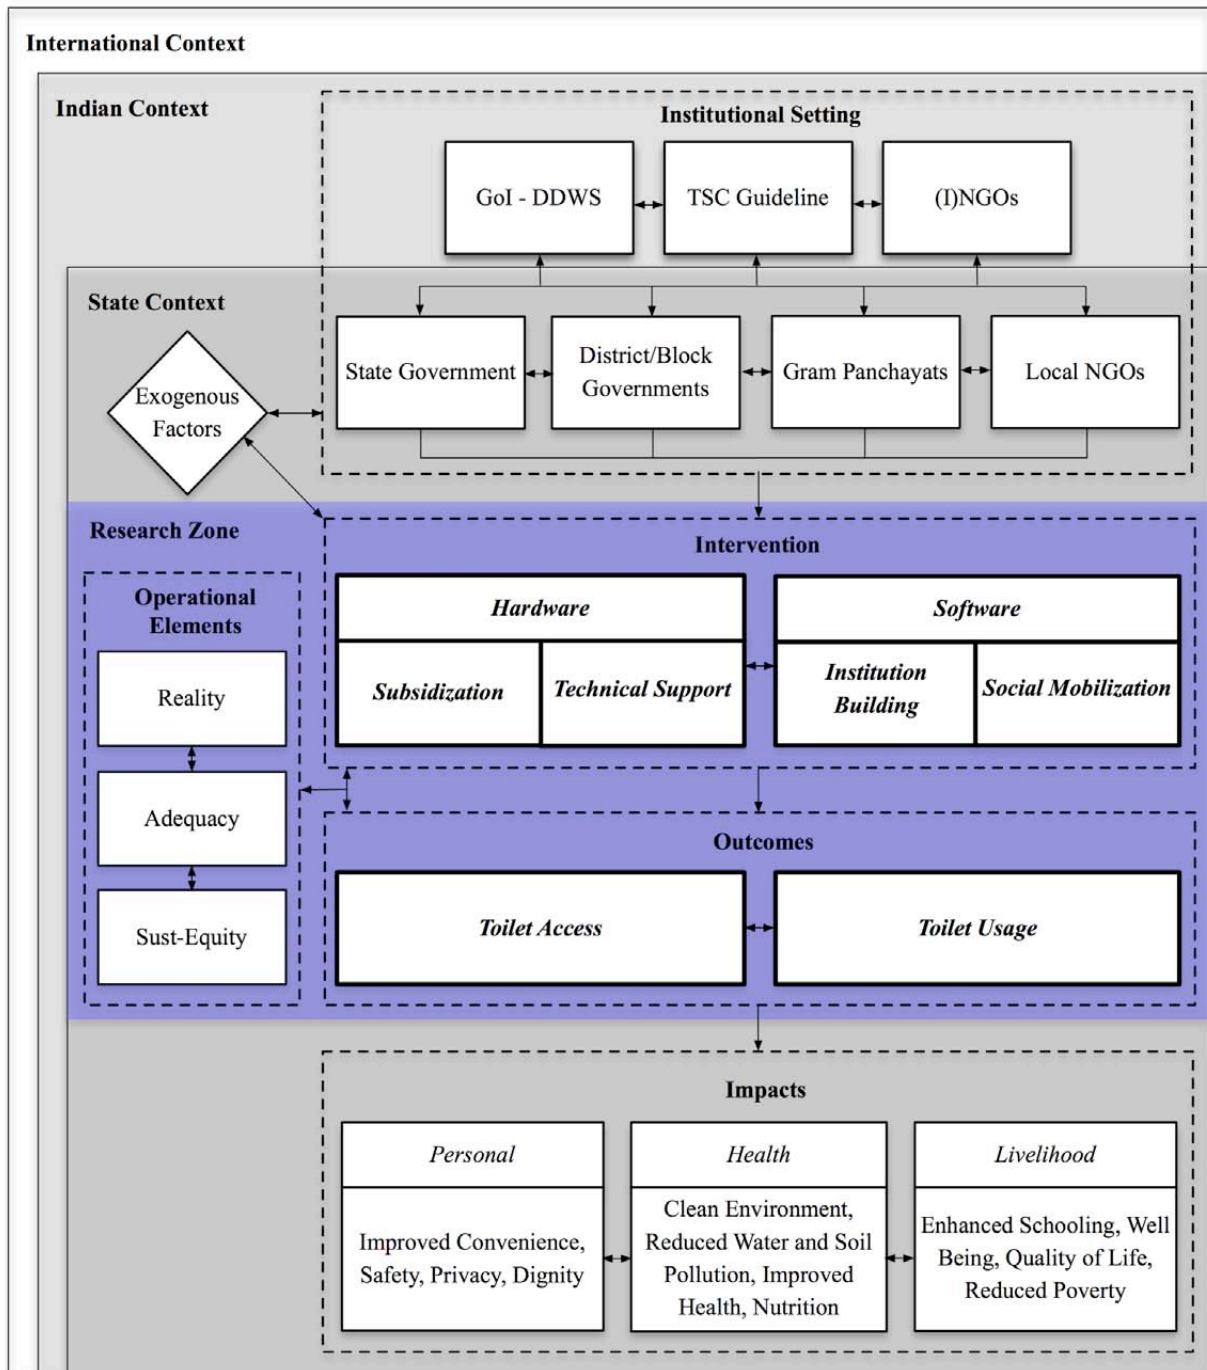 International Context
Indian Context
Institutional Setting
GoI - DDWS
TSC Guideline
(I)NGOs
State Context
State Government
District/Block
Governments
Gram Panchayats
Local NGOs
Exogenous
Factors
Research Zone
Intervention
Operational
Elements
Hardware
Software
Subsidization
Technical Support
Institution
Building
Social Mobilization
Reality
Adequacy
Sust-Equity
Outcomes
Toilet Access
Toilet Usage
Impacts
Personal
Improved Convenience,
Safety, Privacy, Dignity
Health
Clean Environment,
Reduced Water and Soil
Pollution, Improved
Health, Nutrition
Livelihood
Enhanced Schooling, Well
Being, Quality of Life,
Reduced Poverty